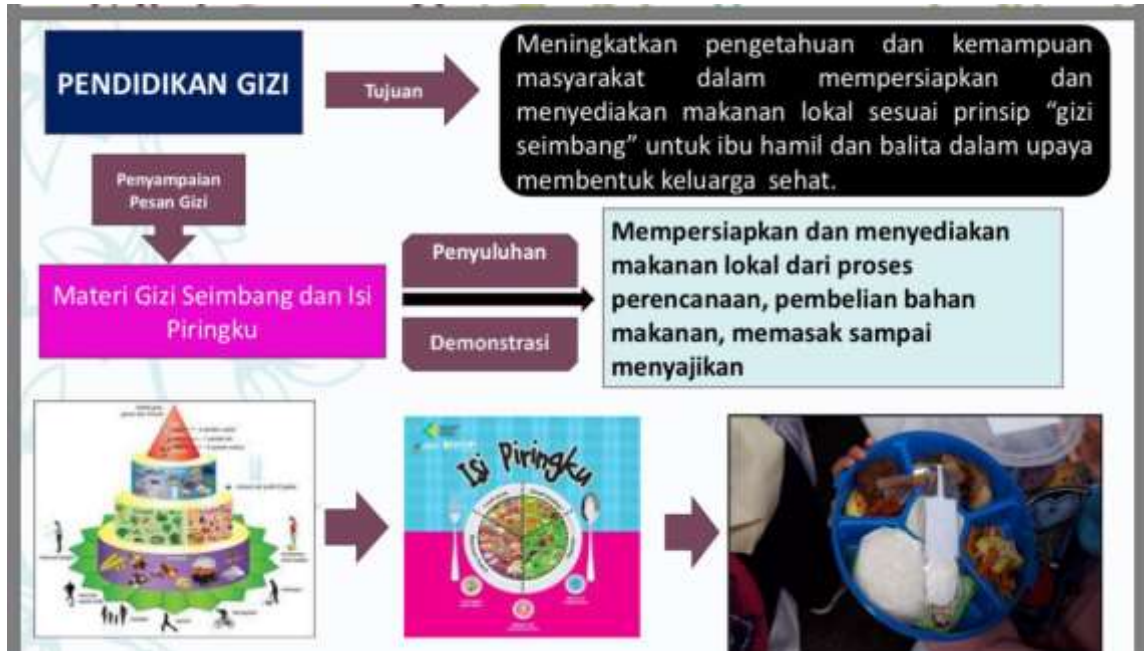 PENDIDIKAN GIZI
Tujuan
Meningkatkan pengetahuan dan kemampuan
masyarakat dalam mempersiapkan dan
menyediakan makanan lokal sesuai prinsip “gizi
seimbang” untuk ibu hamil dan balita dalam upaya
membentuk keluarga sehat.
Penyampaian
Pesan Gizi
Materi Gizi Seimbang dan Isi
Piringku
Penyuluhan
Demonstrasi
Mempersiapkan dan menyediakan
makanan lokal dari proses
perencanaan, pembelian bahan
makanan, memasak sampai
menyajikan
Isi Piringku